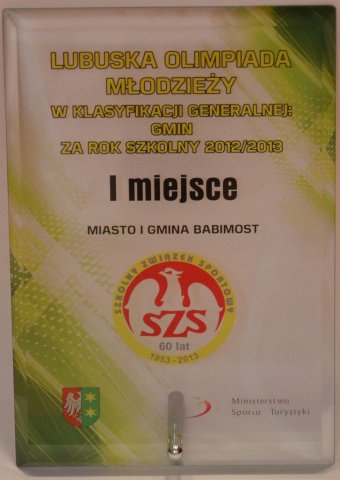 LUBUSKA OLIMPIADA
MŁODZIEŻY
W KLASYFIKACJI GENERALNEJ:
GMIN
ZA ROK SZKOLNY 2012/2013
I miejsce
MIASTO I GMINA BABIMOST
SZKOLNY ZWIĄZEK SPORTOWY
SZS
60 lat
1953-2013
Ministerstwo
Sportu i Turystyki